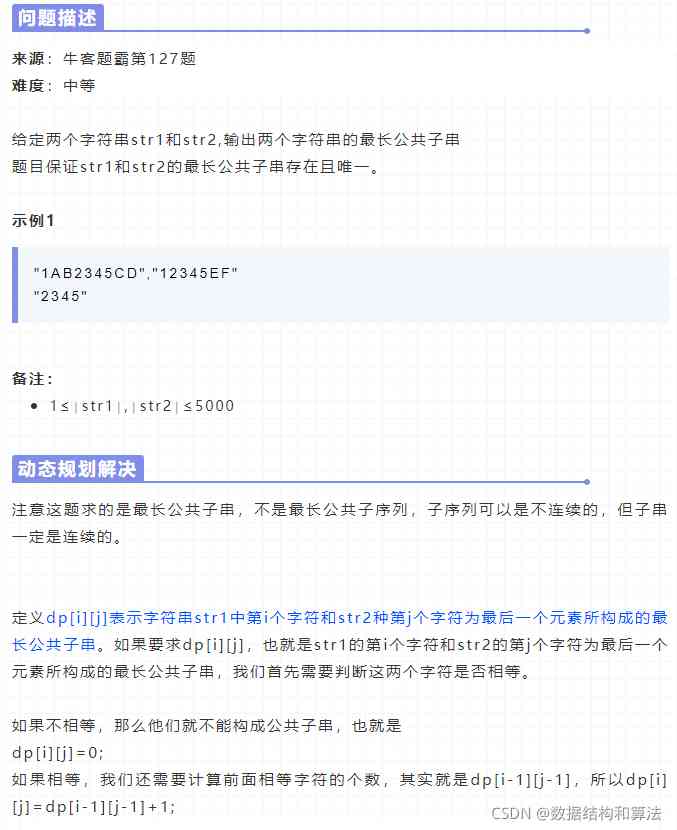 问题描述
来源：牛客题霸第127题
难度：中等
给定两个字符串str1和str2,输出两个字符串的最长公共子串
题目保证str1和str2的最长公共子串存在且唯一。
示例1
"1AB2345CD","12345EF"
"2345"
备注：
• 1≤∣str1∣,∣str2∣≤5000
动态规划解决
注意这题求的是最长公共子串，不是最长公共子序列，子序列可以是不连续的，但子串
一定是连续的。
定义dp[i][j]表示字符串str1中第i个字符和str2种第j个字符为最后一个元素所构成的最
长公共子串。如果要求dp[i][j]，也就是str1的第i个字符和str2的第j个字符为最后一个
元素所构成的最长公共子串，我们首先需要判断这两个字符是否相等。
如果不相等，那么他们就不能构成公共子串，也就是
dp[i][j]=0;
如果相等，我们还需要计算前面相等字符的个数，其实就是dp[i-1][j-1]，所以dp[i]
[j]=dp[i-1][j-1]+1;
CSDN @数据结构和算法